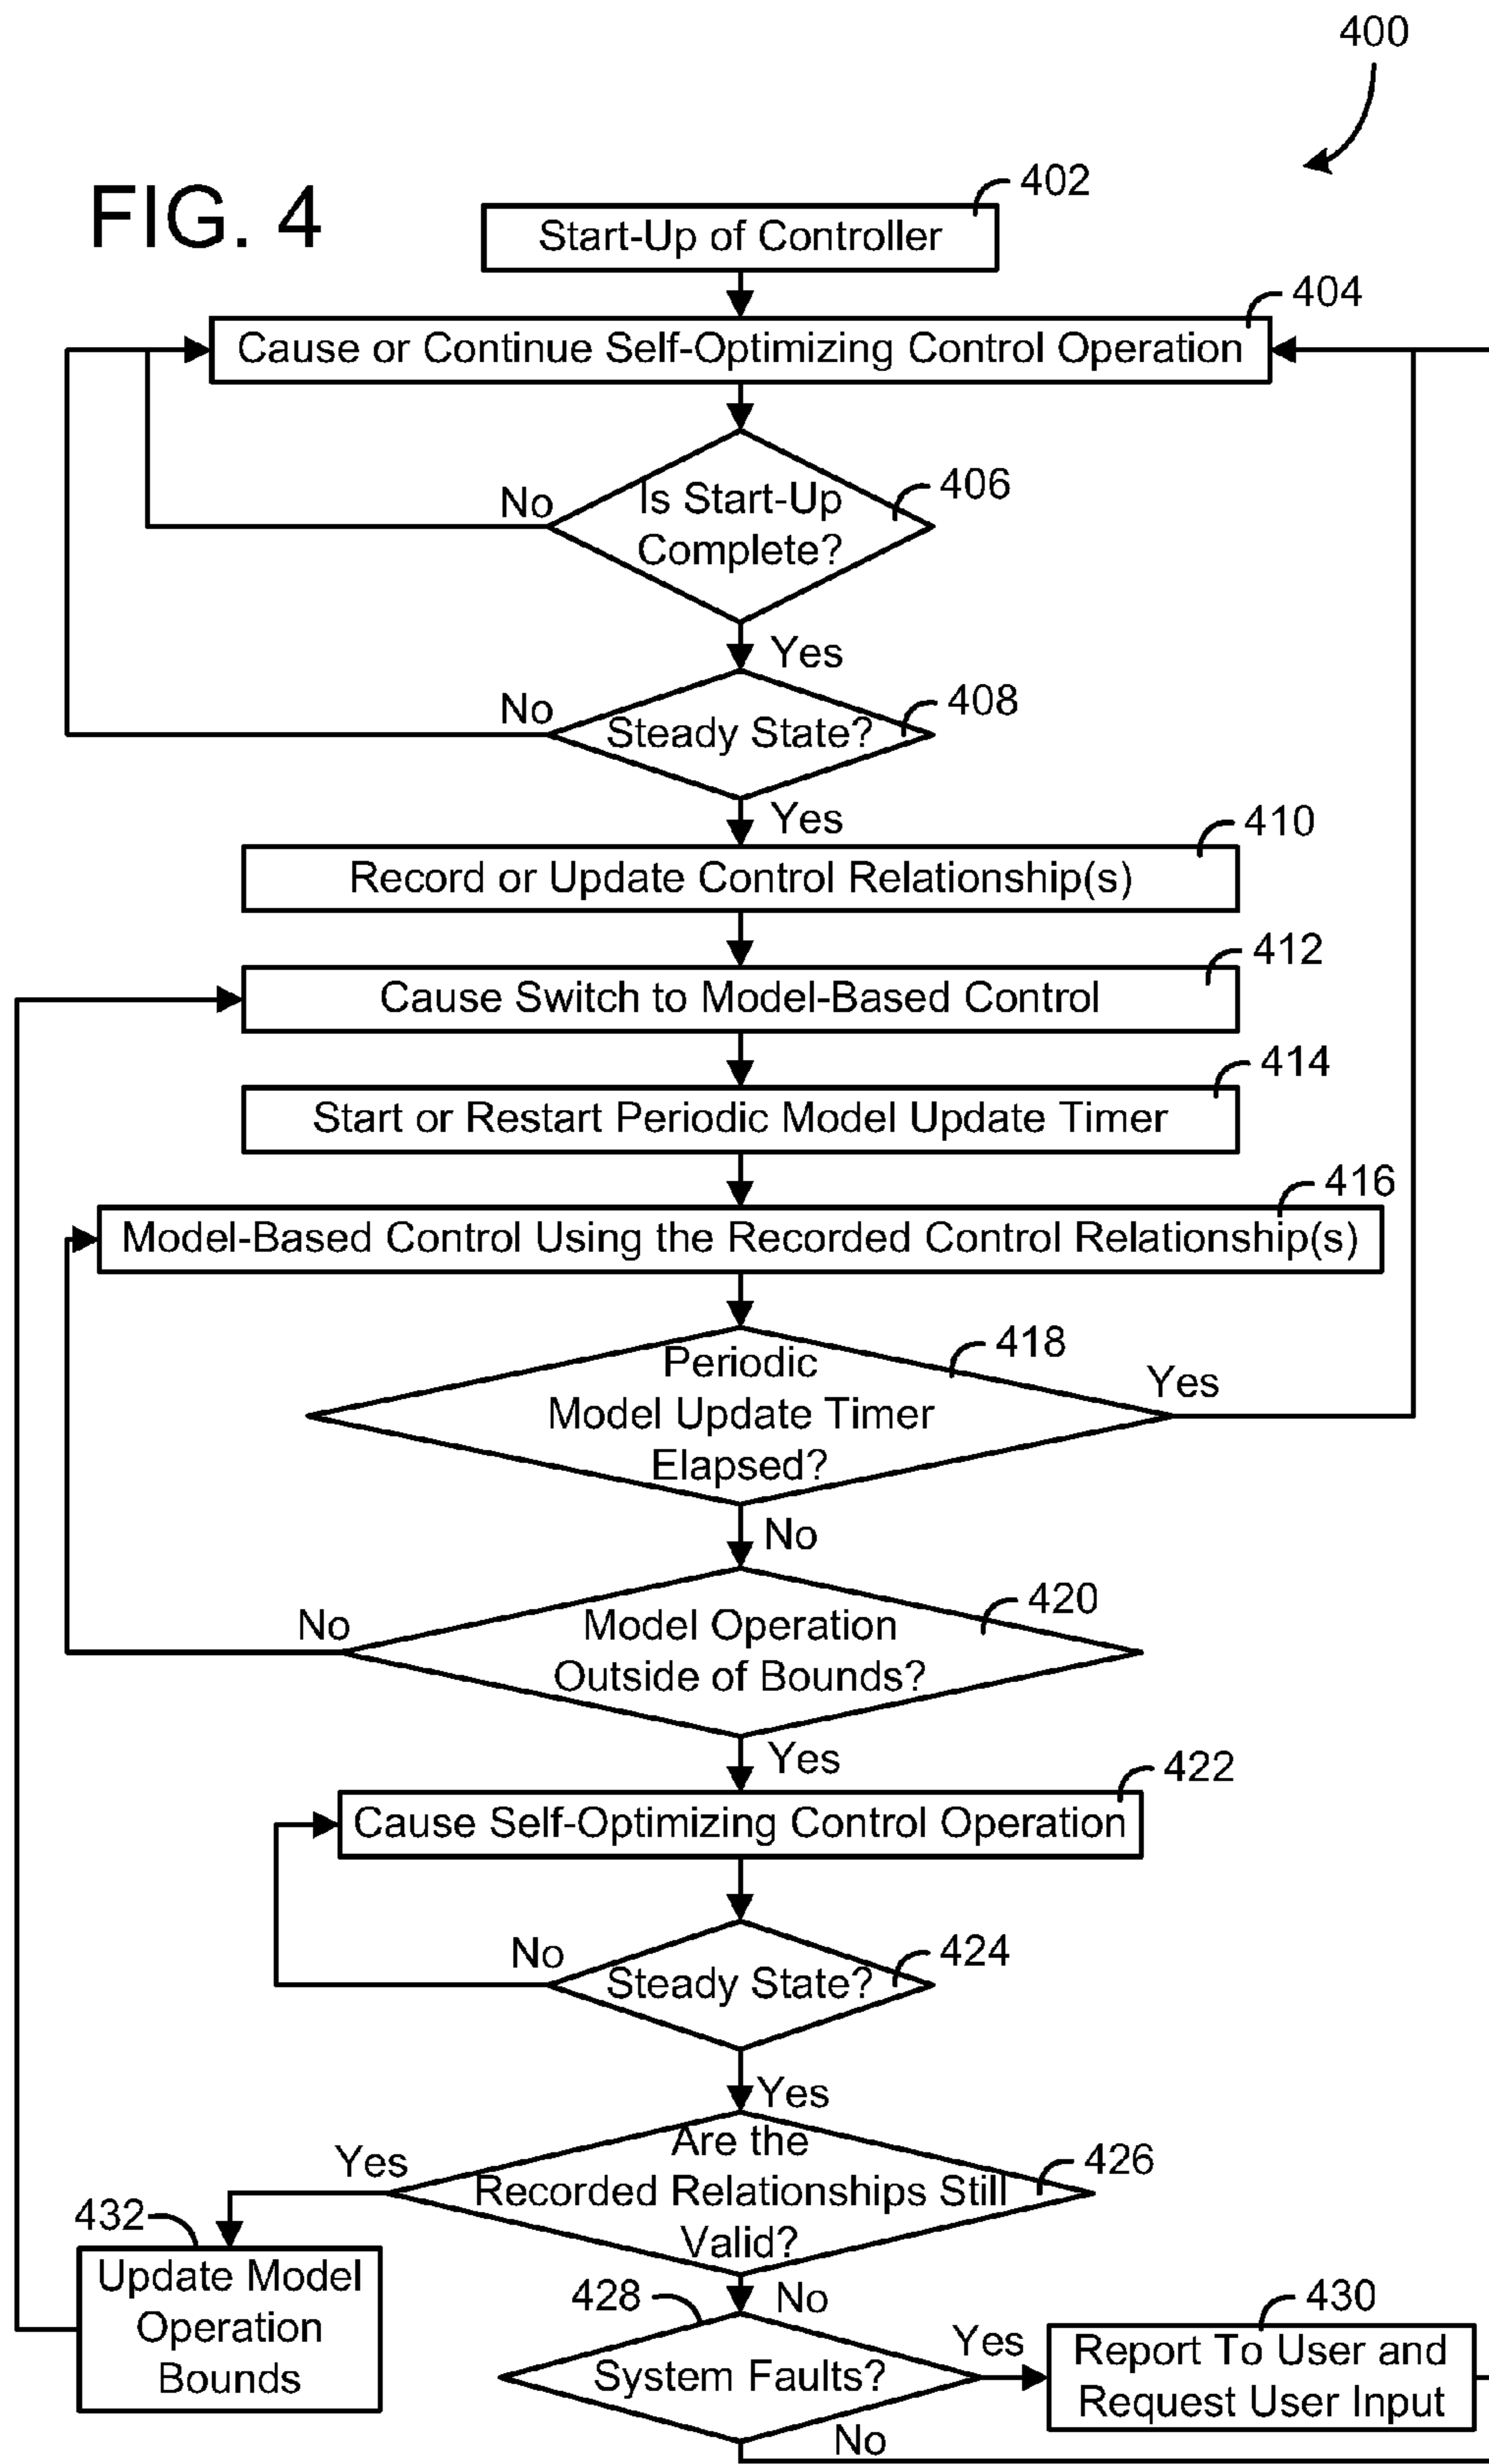 400
FIG. 4
402
Start-Up of Controller
404
Cause or Continue Self-Optimizing Control Operation
406
No
Is Start-Up
Complete?
Yes
408
No
Steady State?
Yes
410
Record or Update Control Relationship(s)
412
Cause Switch to Model-Based Control
414
Start or Restart Periodic Model Update Timer
416
Model-Based Control Using the Recorded Control Relationship(s)
418
Periodic
Model Update Timer
Elapsed?
Yes
No
420
No
Model Operation
Outside of Bounds?
Yes
422
Cause Self-Optimizing Control Operation
424
No
Steady State?
Yes
426
Yes
Are the
Recorded Relationships Still
Valid?
432
Update Model
Operation
Bounds
No
428
System Faults?
Yes
430
Report To User and
Request User Input
No